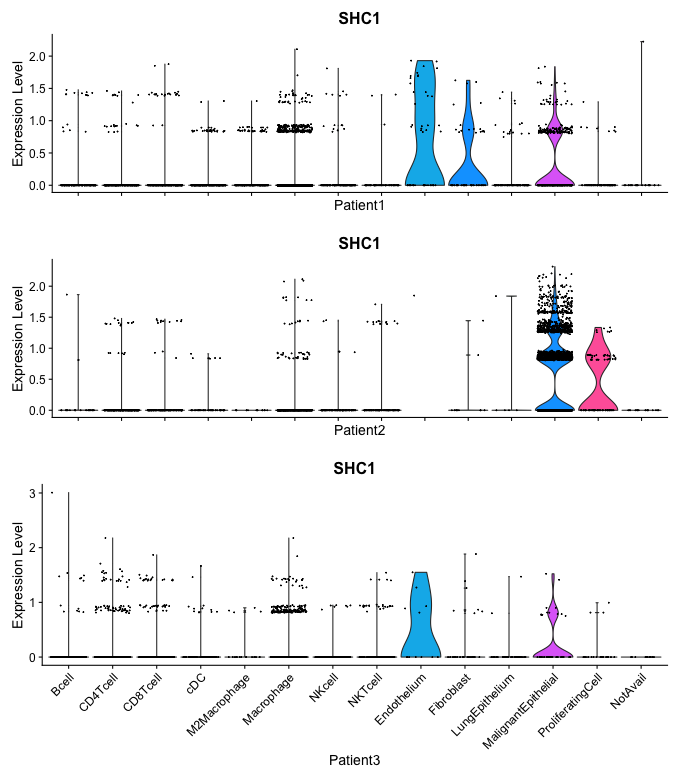 SHC1
Expression Level
2.0
1.5
1.0
0.5
0.0
Patient1
SHC1
Expression Level
2.0
1.5
1.0
0.5
0.0
Patient2
SHC1
Expression Level
3
2
1
0
Bcell
CD4Tcell
CD8Tcell
cDC
M2Macrophage
Macrophage
NKcell
NKTcell
Endothelium
Fibroblast
LungEpithelium
MalignantEpithelial
ProliferatingCell
NotAvail
Patient3